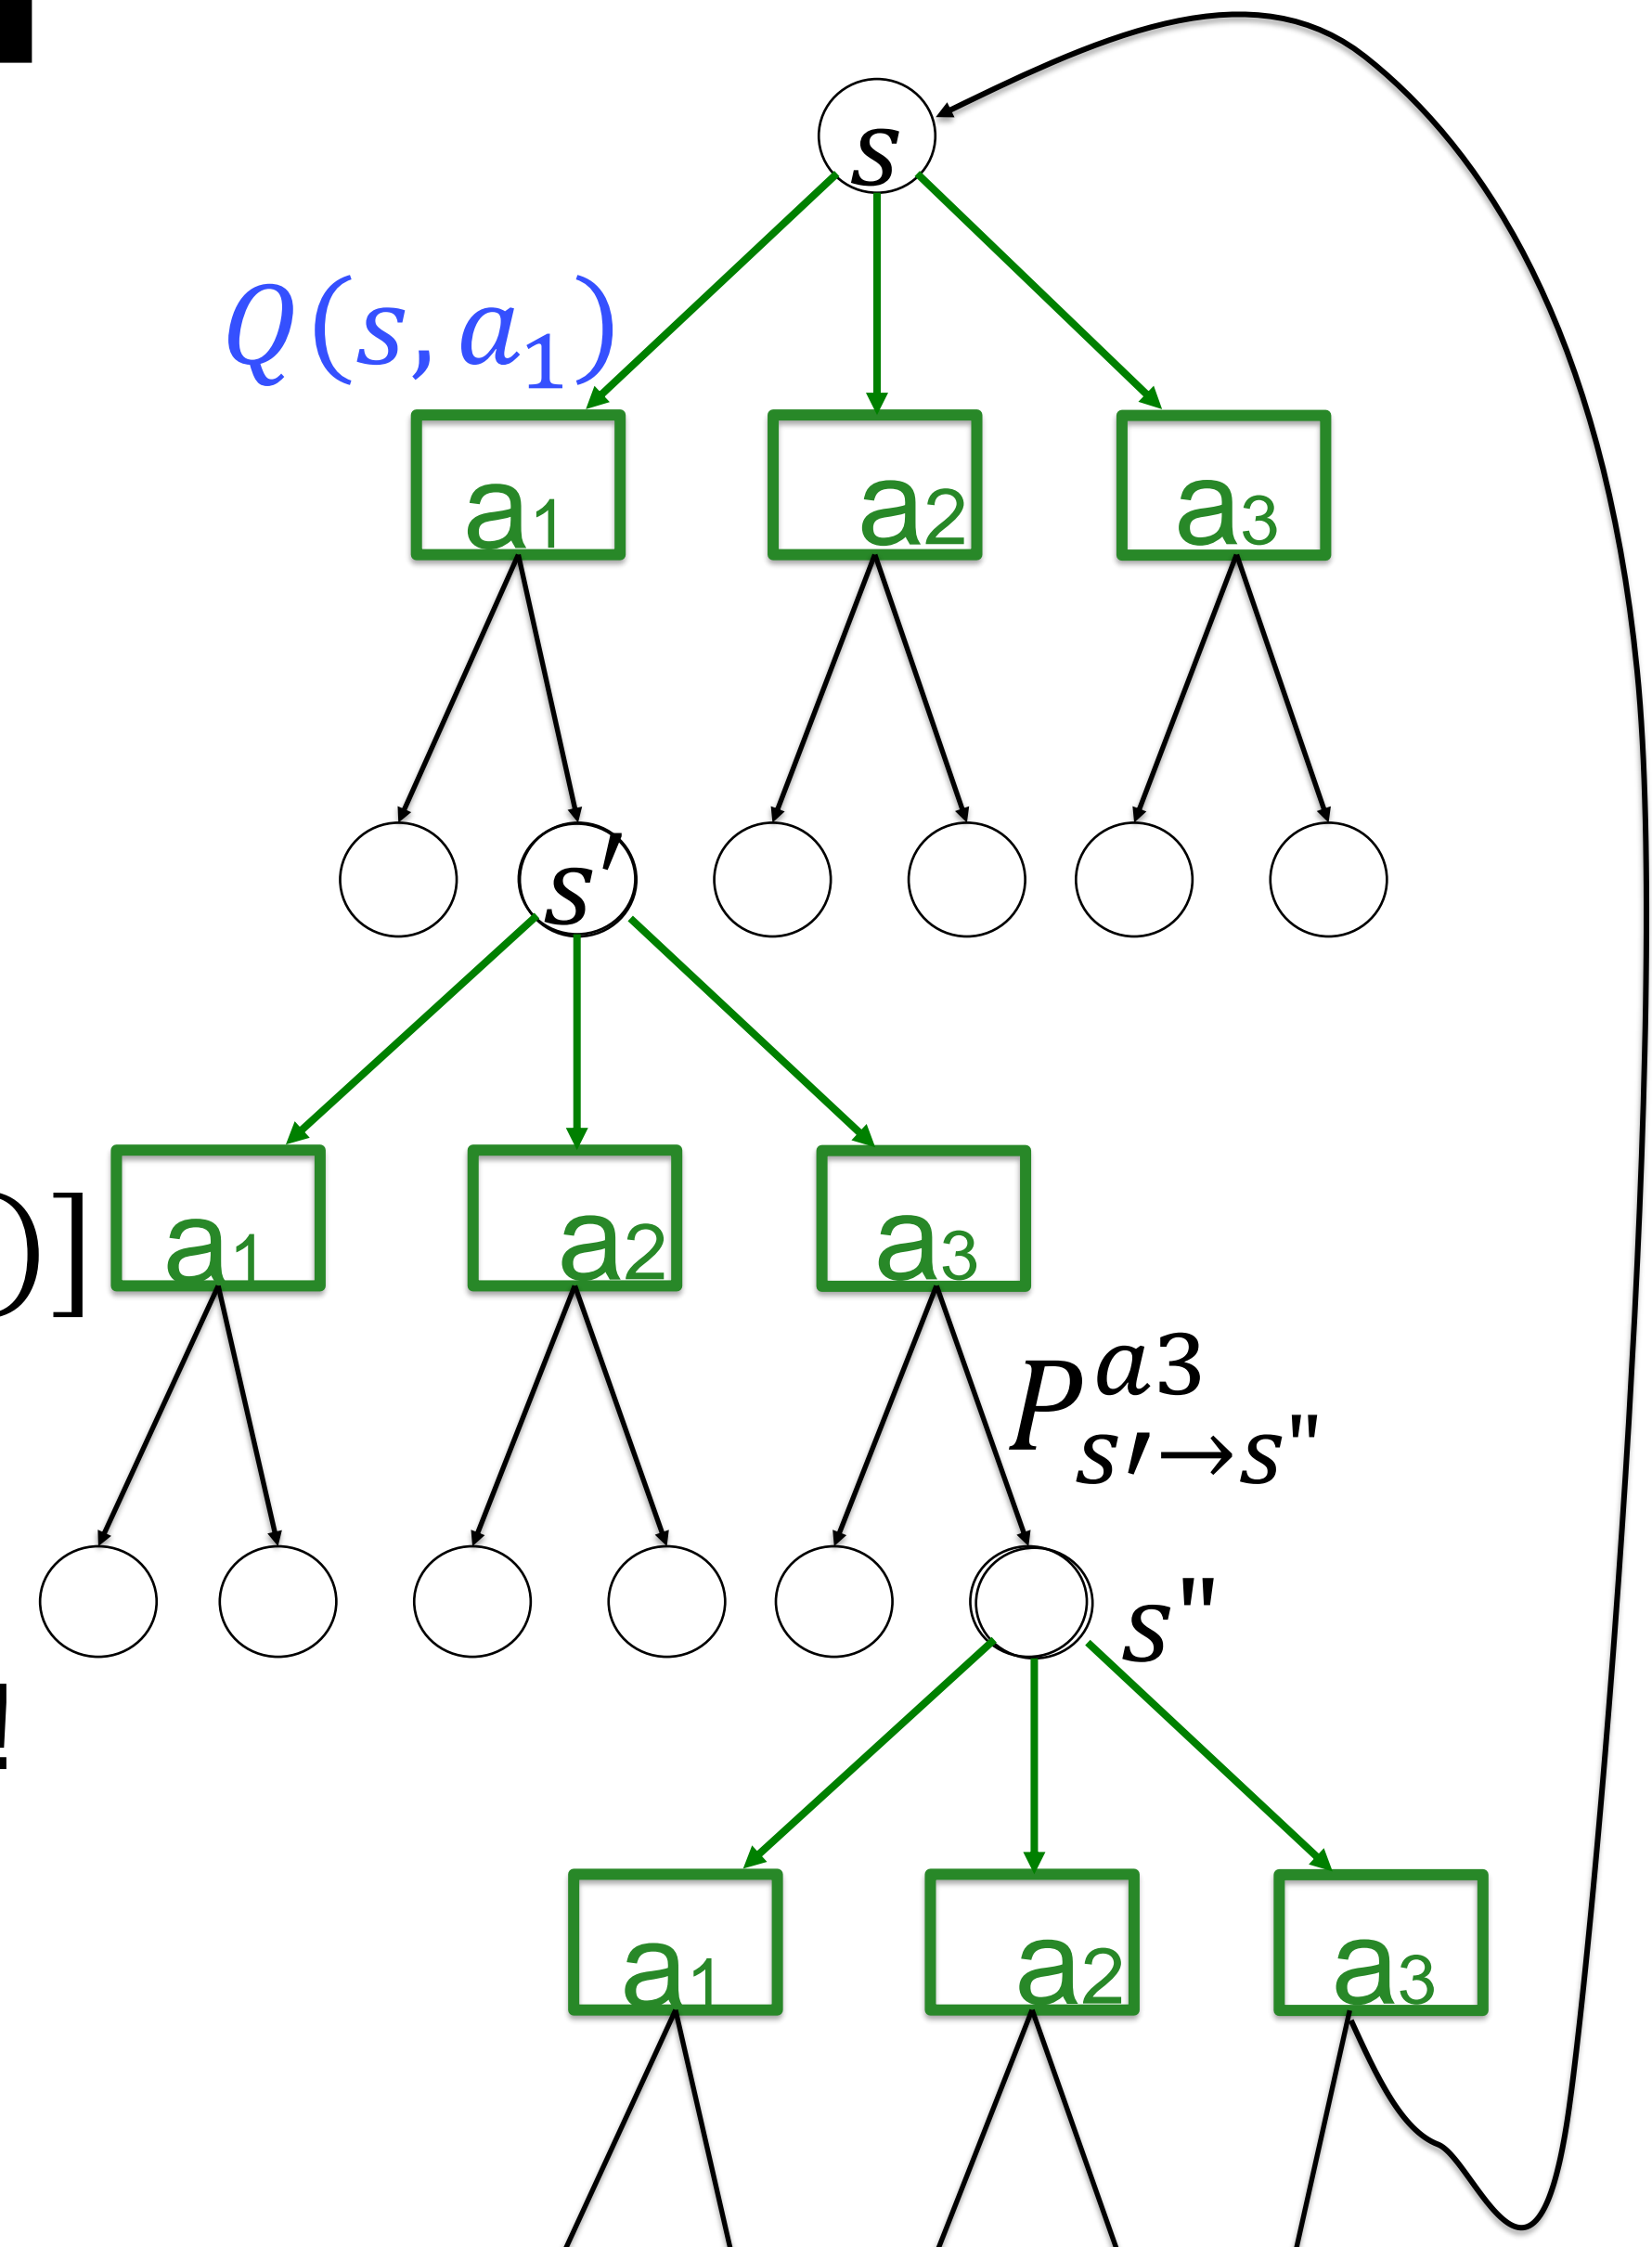 s
Q(s, a₁)
a1 a2 a3
s′
)] a1 a2 a3
P^{a3}_{s′→s"}
s"
!
a1 a2 a3